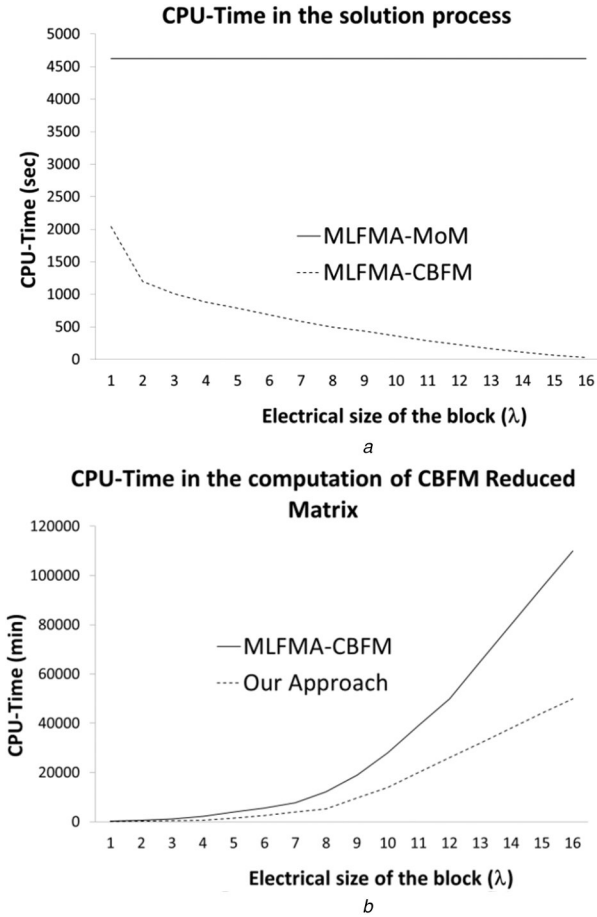 CPU-Time in the solution process
5000
4500
4000
3500
3000
2500
2000
1500
1000
500
0
CPU-Time (sec)
MLFMA-MoM
MLFMA-CBFM
1 2 3 4 5 6 7 8 9 10 11 12 13 14 15 16
Electrical size of the block (λ)
a
CPU-Time in the computation of CBFM Reduced
Matrix
120000
100000
80000
60000
40000
20000
0
CPU-Time (min)
MLFMA-CBFM
Our Approach
1 2 3 4 5 6 7 8 9 10 11 12 13 14 15 16
Electrical size of the block (λ)
b